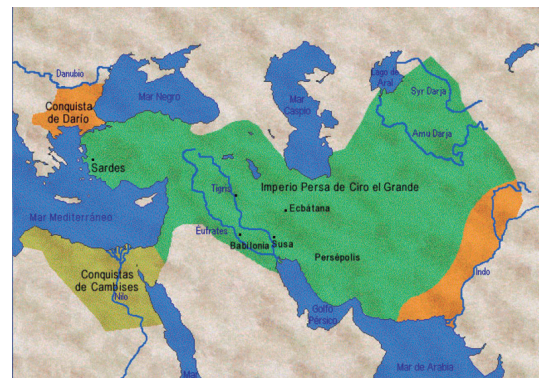 Danubio
Conquista
de Darío
Mar Negro
Mar
Caspio
Lago de
Aral
Syr Darja
Amu Darja
Sardes
Tigris
Imperio Persa de Ciro el Grande
Ecbátana
Mar Mediterráneo
Eufrates
Babilonia
Susa
Persépolis
Conquistas
de Cambises
Nilo
Indo
Golfo
Pérsico
Mar de Arabia
Mar